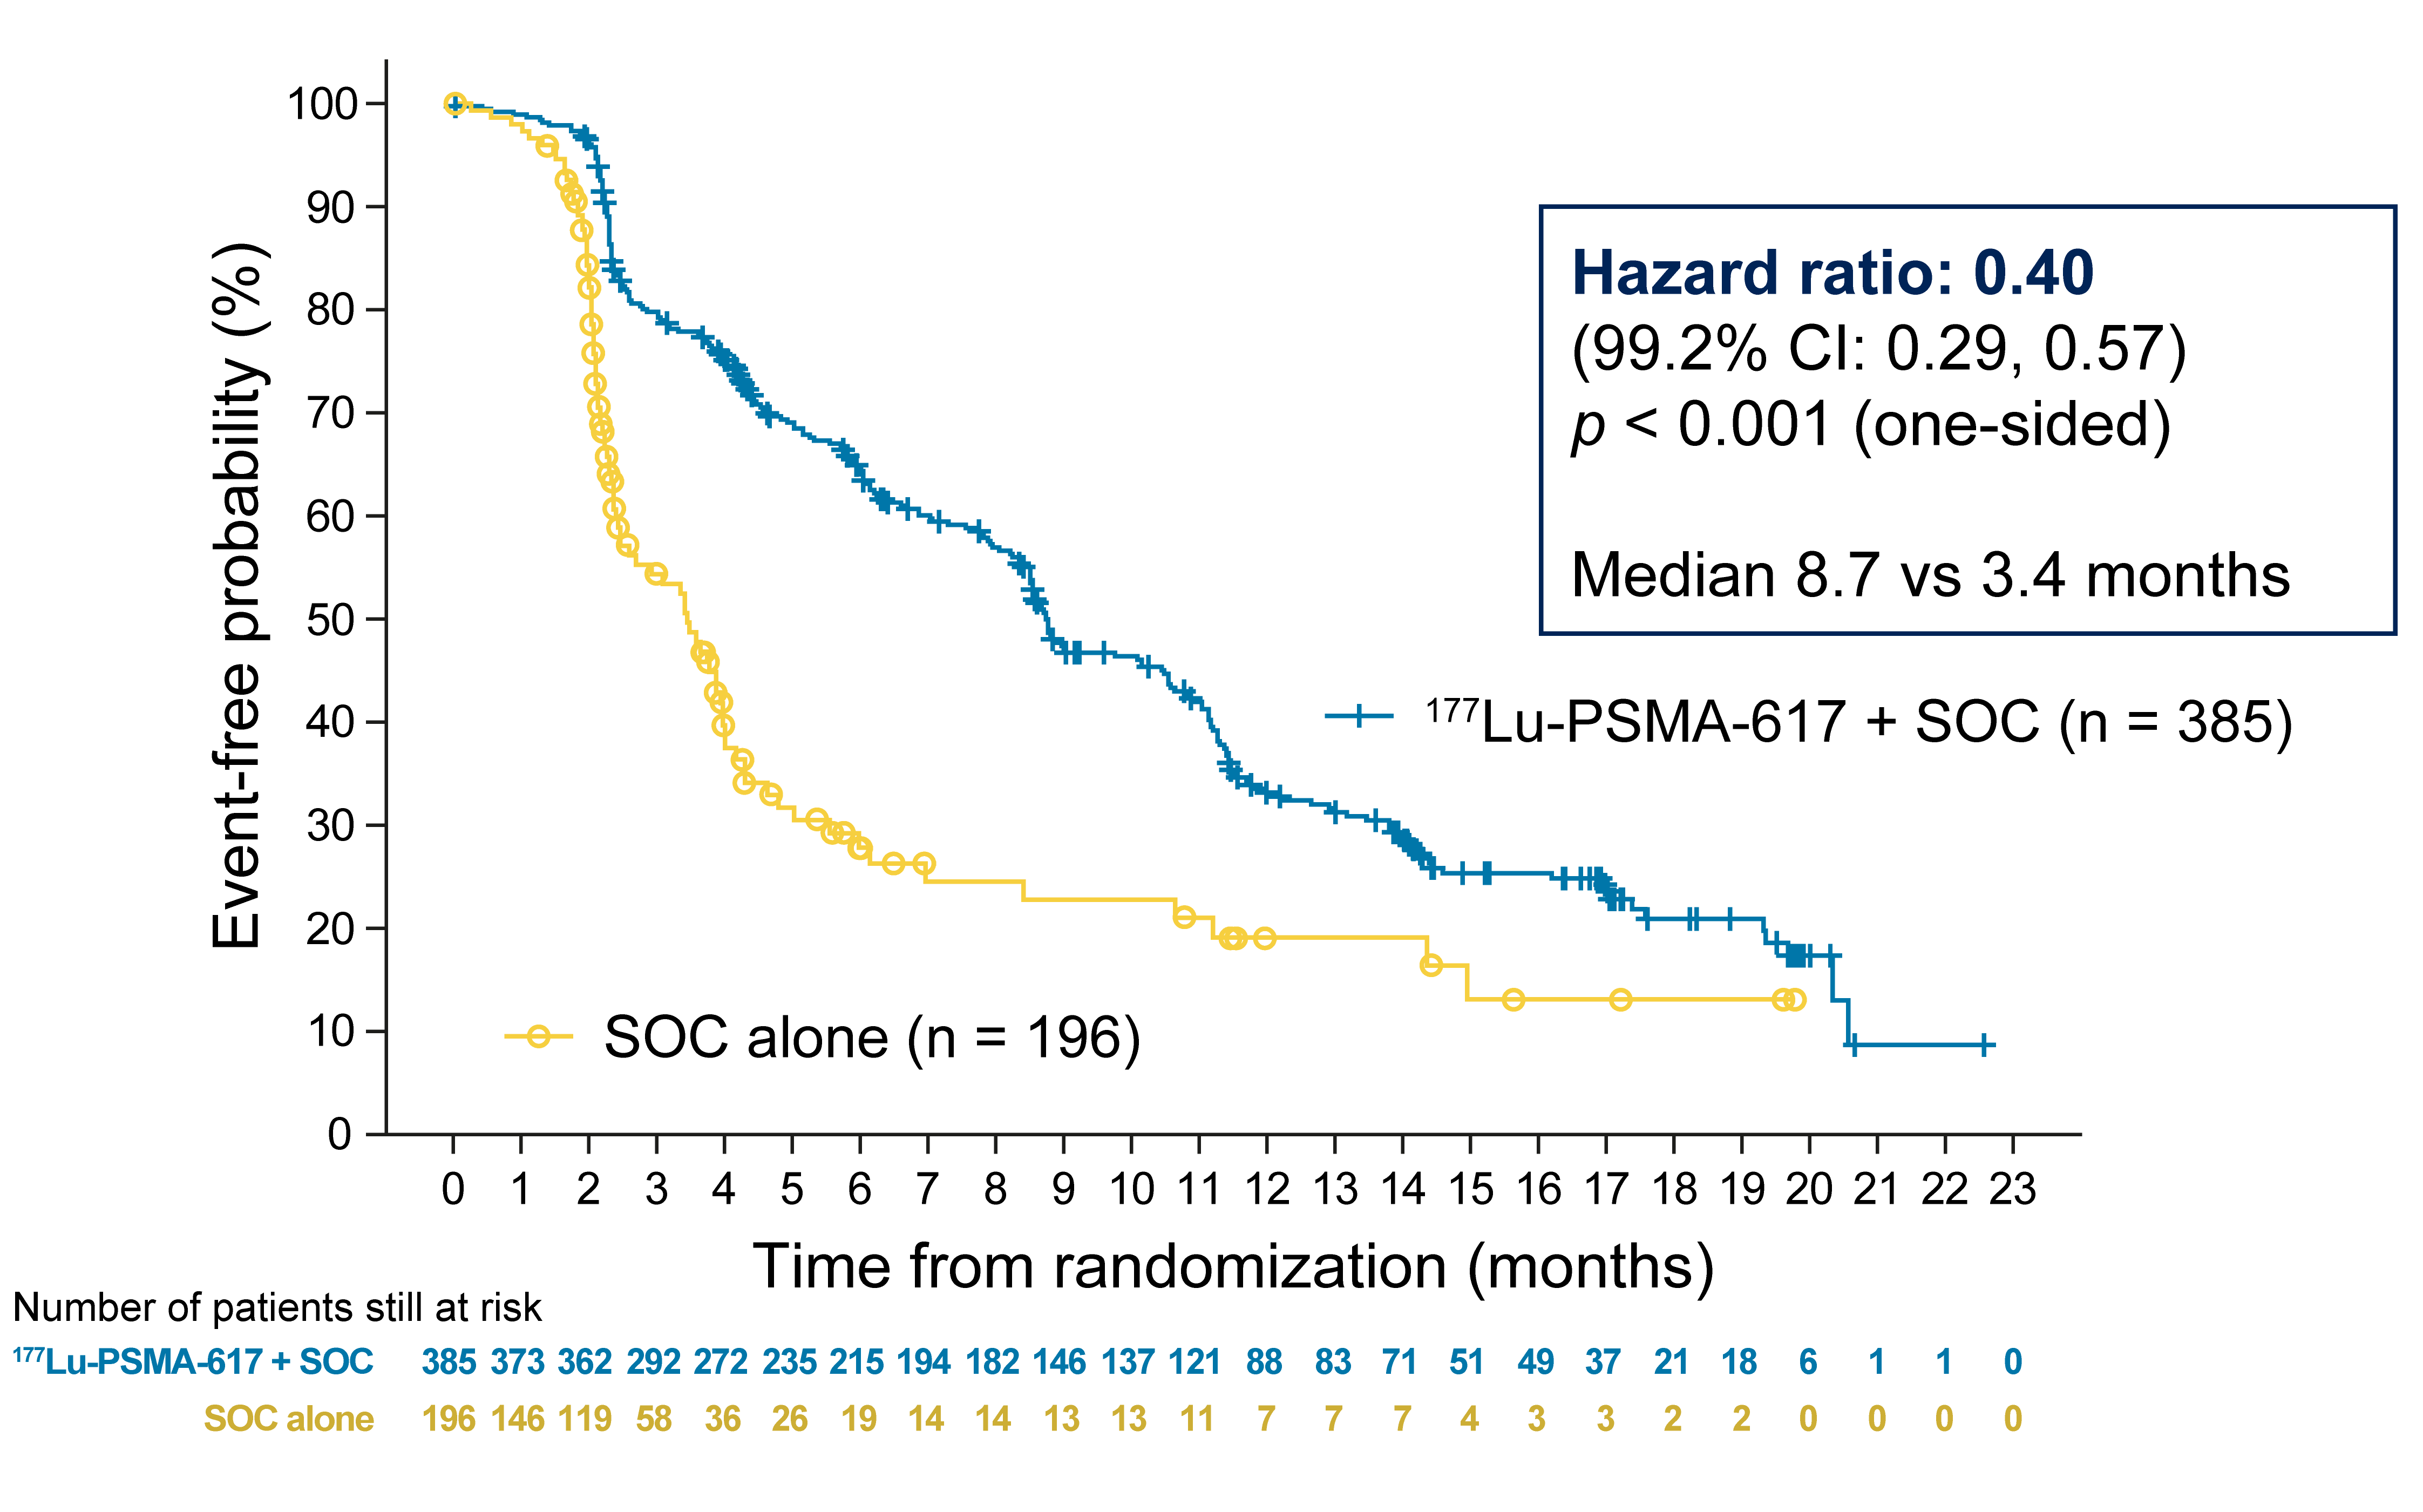 Event-free probability (%)
100
90
80
70
60
50
40
30
20
10
0
Hazard ratio: 0.40
(99.2% CI: 0.29, 0.57)
p < 0.001 (one-sided)
Median 8.7 vs 3.4 months
¹⁷⁷Lu-PSMA-617 + SOC (n = 385)
SOC alone (n = 196)
0 1 2 3 4 5 6 7 8 9 10 11 12 13 14 15 16 17 18 19 20 21 22 23
Time from randomization (months)
Number of patients still at risk
¹⁷⁷Lu-PSMA-617 + SOC 385 373 362 292 272 235 215 194 182 146 137 121 88 83 71 51 49 37 21 18 6 1 1 0
SOC alone 196 146 119 58 36 26 19 14 14 13 13 11 7 7 7 4 3 3 2 2 0 0 0 0